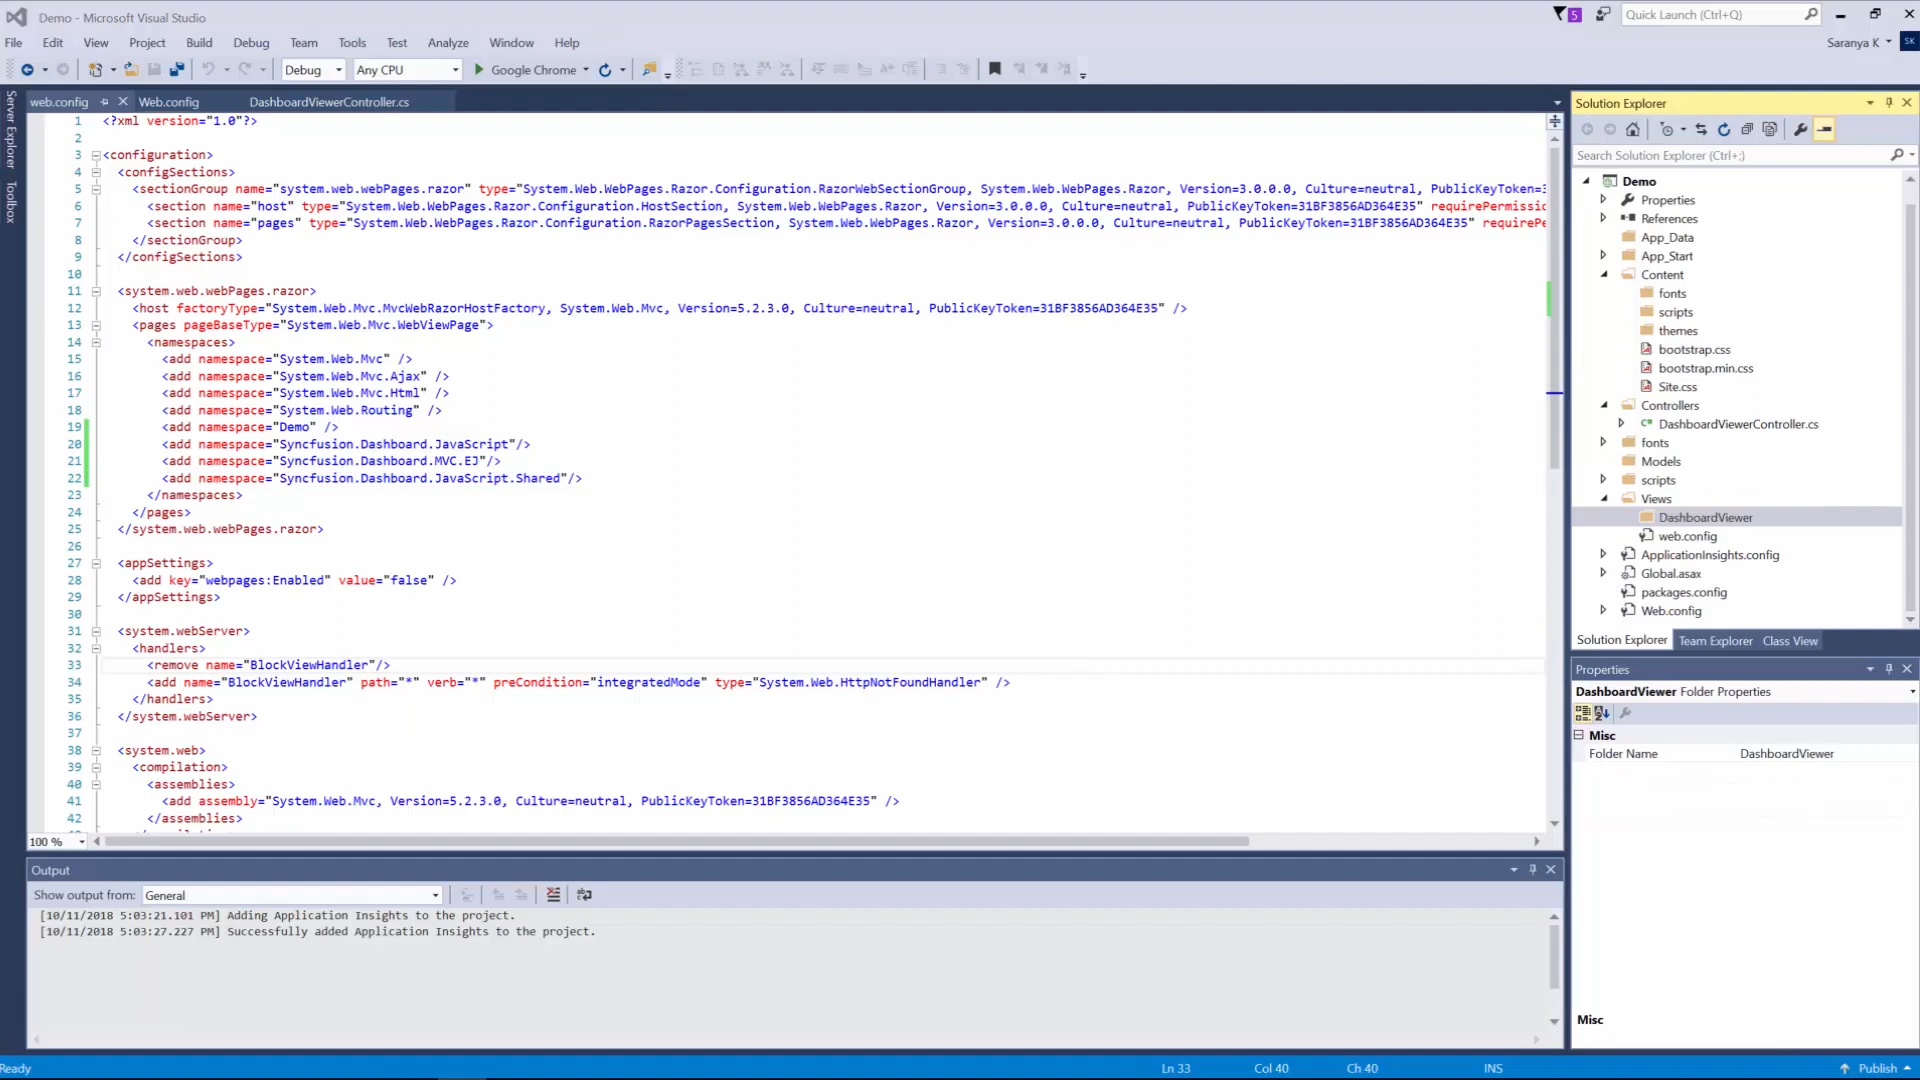 Demo - Microsoft Visual Studio
5
Quick Launch (Ctrl+Q)
File Edit View Project Build Debug Team Tools Test Analyze Window Help
Saranya K
SK
Debug Any CPU Google Chrome
Server Explorer
Toolbox
web.config Web.config DashboardViewerController.cs
1 <?xml version="1.0"?>
2
3 <configuration>
4 <configSections>
5 <sectionGroup name="system.web.webPages.razor" type="System.Web.WebPages.Razor.Configuration.RazorWebSectionGroup, System.Web.WebPages.Razor, Version=3.0.0.0, Culture=neutral, PublicKeyToken=3
6 <section name="host" type="System.Web.WebPages.Razor.Configuration.HostSection, System.Web.WebPages.Razor, Version=3.0.0.0, Culture=neutral, PublicKeyToken=31BF3856AD364E35" requirePermissio
7 <section name="pages" type="System.Web.WebPages.Razor.Configuration.RazorPagesSection, System.Web.WebPages.Razor, Version=3.0.0.0, Culture=neutral, PublicKeyToken=31BF3856AD364E35" requirePe
8 </sectionGroup>
9 </configSections>
10
11 <system.web.webPages.razor>
12 <host factoryType="System.Web.Mvc.MvcWebRazorHostFactory, System.Web.Mvc, Version=5.2.3.0, Culture=neutral, PublicKeyToken=31BF3856AD364E35" />
13 <pages pageBaseType="System.Web.Mvc.WebViewPage">
14 <namespaces>
15 <add namespace="System.Web.Mvc" />
16 <add namespace="System.Web.Mvc.Ajax" />
17 <add namespace="System.Web.Mvc.Html" />
18 <add namespace="System.Web.Routing" />
19 <add namespace="Demo" />
20 <add namespace="Syncfusion.Dashboard.JavaScript"/>
21 <add namespace="Syncfusion.Dashboard.MVC.EJ"/>
22 <add namespace="Syncfusion.Dashboard.JavaScript.Shared"/>
23 </namespaces>
24 </pages>
25 </system.web.webPages.razor>
26
27 <appSettings>
28 <add key="webpages:Enabled" value="false" />
29 </appSettings>
30
31 <system.webServer>
32 <handlers>
33 <remove name="BlockViewHandler"/>
34 <add name="BlockViewHandler" path="*" verb="*" preCondition="integratedMode" type="System.Web.HttpNotFoundHandler" />
35 </handlers>
36 </system.webServer>
37
38 <system.web>
39 <compilation>
40 <assemblies>
41 <add assembly="System.Web.Mvc, Version=5.2.3.0, Culture=neutral, PublicKeyToken=31BF3856AD364E35" />
42 </assemblies>
100 %
Output
Show output from: General
[10/11/2018 5:03:21.101 PM] Adding Application Insights to the project.
[10/11/2018 5:03:27.227 PM] Successfully added Application Insights to the project.
Solution Explorer
Search Solution Explorer (Ctrl+;)
Demo
Properties
References
App_Data
App_Start
Content
fonts
scripts
themes
bootstrap.css
bootstrap.min.css
Site.css
Controllers
DashboardViewerController.cs
fonts
Models
scripts
Views
DashboardViewer
web.config
ApplicationInsights.config
Global.asax
packages.config
Web.config
Solution Explorer Team Explorer Class View
Properties
DashboardViewer Folder Properties
Misc
Folder Name DashboardViewer
Misc
Ready Ln 33 Col 40 Ch 40 INS Publish